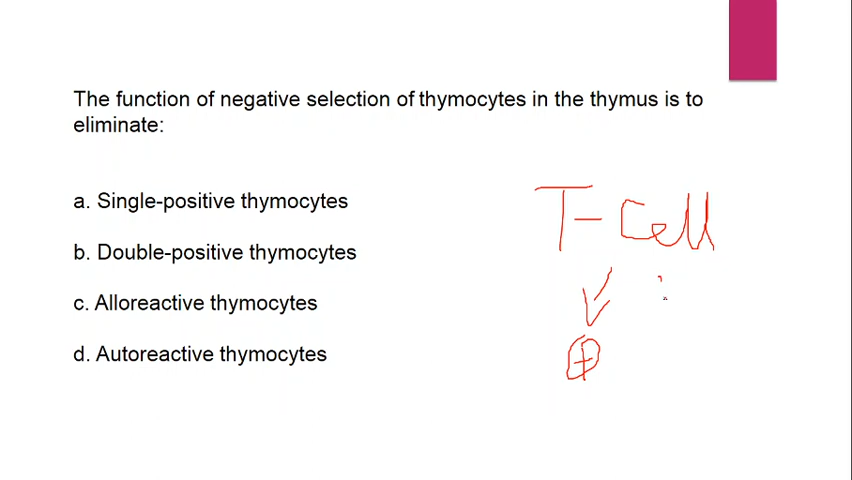 The function of negative selection of thymocytes in the thymus is to
eliminate:
a. Single-positive thymocytes
T-cell
b. Double-positive thymocytes
c. Alloreactive thymocytes
d. Autoreactive thymocytes
+